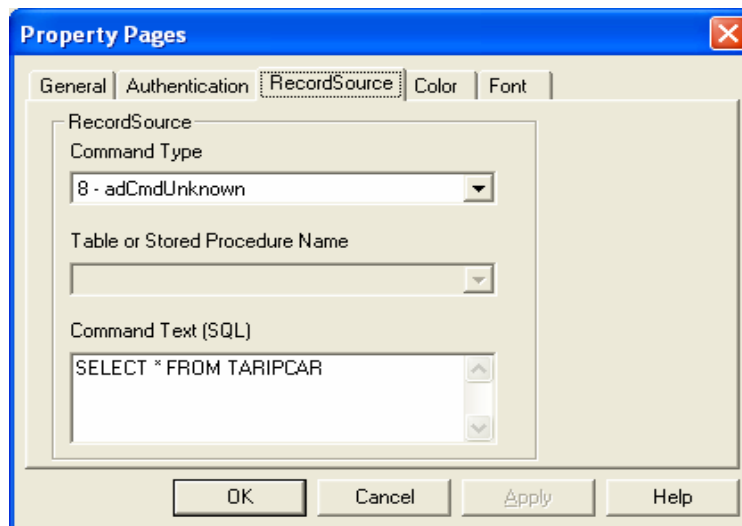 Property Pages
General Authentication RecordSource Color Font
RecordSource
Command Type
8 - adCmdUnknown
Table or Stored Procedure Name
Command Text (SQL)
SELECT * FROM TARIPCAR
OK Cancel Apply Help